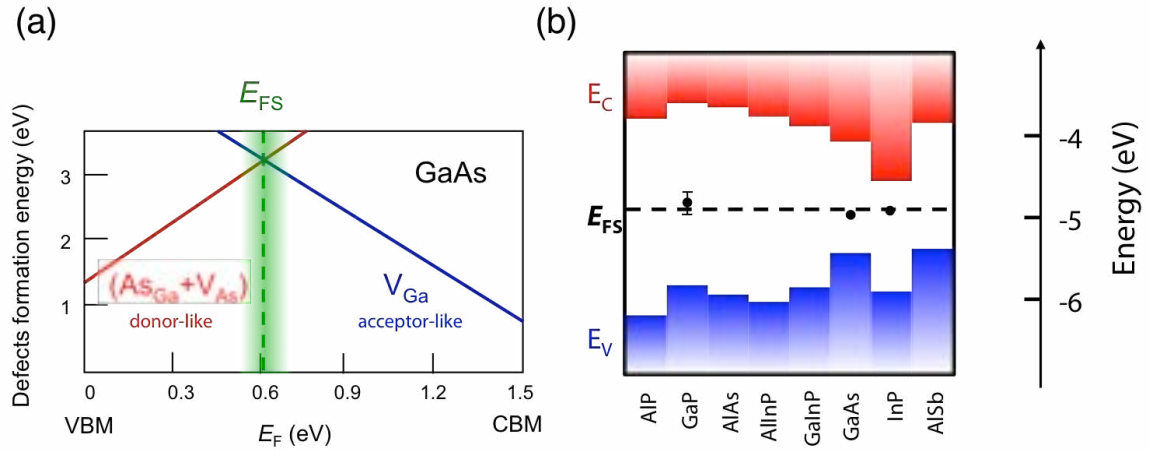 (a)
E_FS
Defects formation energy (eV)
3
2
1
GaAs
(As_Ga+V_As)
donor-like
V_Ga
acceptor-like
0 0.3 0.6 0.9 1.2 1.5
VBM CBM
E_F (eV)
(b)
E_C
E_FS
E_V
-4
-5
-6
Energy (eV)
AlP
GaP
AlAs
AlInP
GaInP
GaAs
InP
AlSb